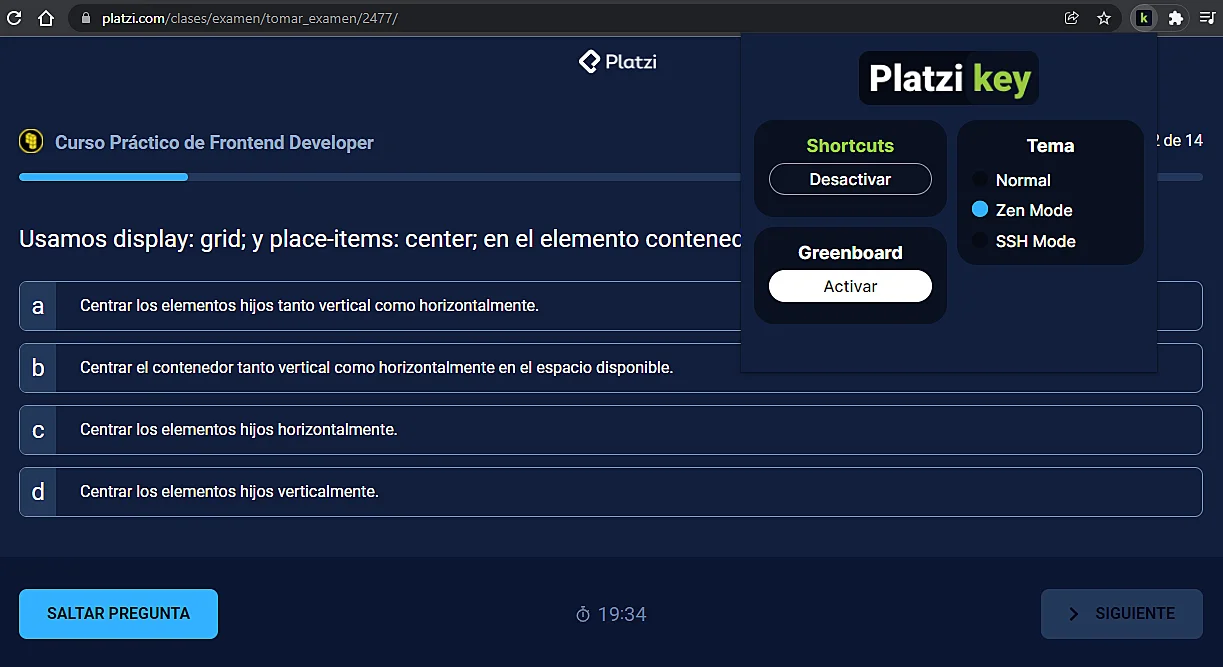 platzi.com/clases/examen/tomar_examen/2477/
k
Platzi
Platzi key
Curso Práctico de Frontend Developer
2 de 14
Shortcuts
Desactivar
Tema
Normal
Zen Mode
SSH Mode
Greenboard
Activar
Usamos display: grid; y place-items: center; en el elemento contened
a Centrar los elementos hijos tanto vertical como horizontalmente.
b Centrar el contenedor tanto vertical como horizontalmente en el espacio disponible.
c Centrar los elementos hijos horizontalmente.
d Centrar los elementos hijos verticalmente.
SALTAR PREGUNTA
19:34
SIGUIENTE